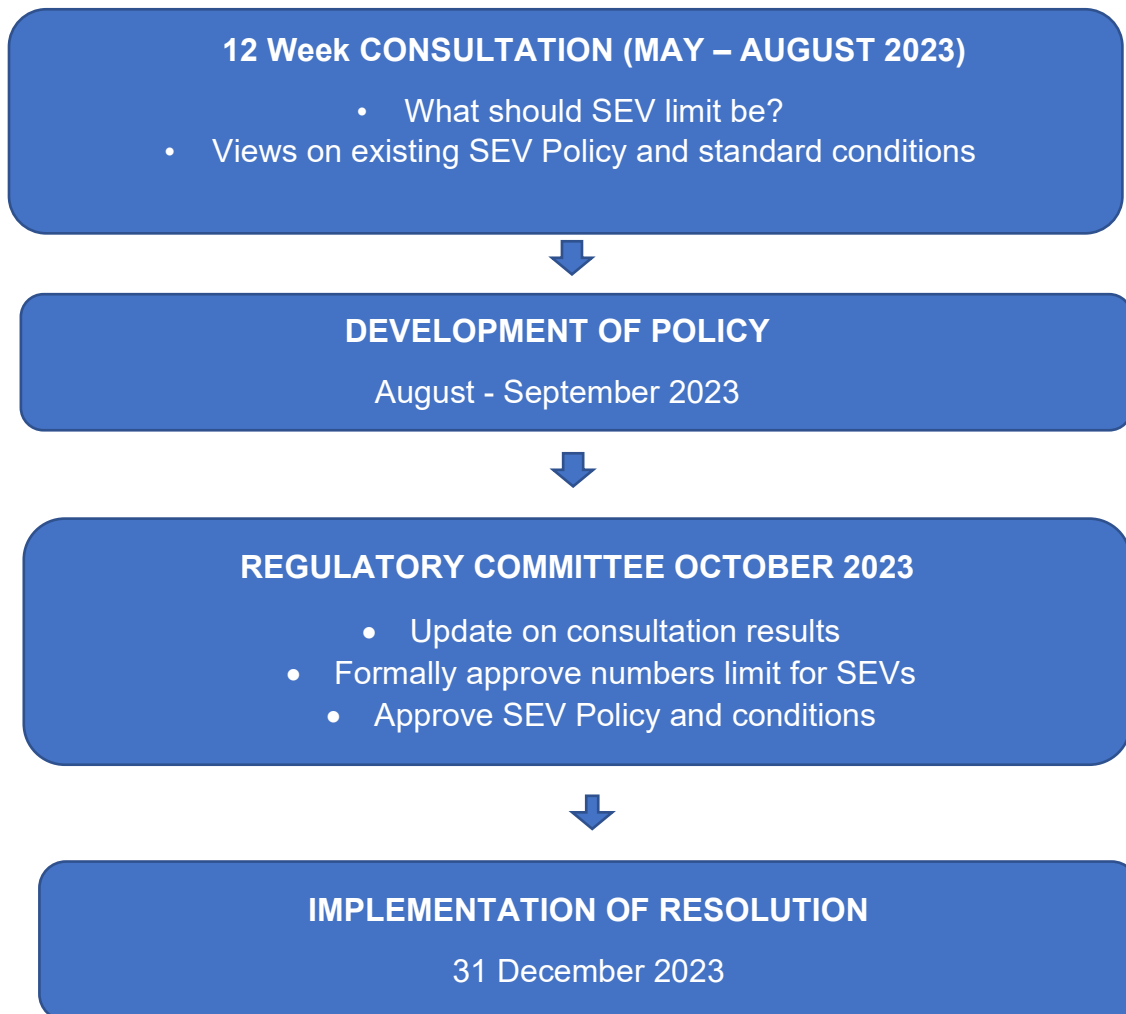 12 Week CONSULTATION (MAY – AUGUST 2023)
• What should SEV limit be?
• Views on existing SEV Policy and standard conditions
DEVELOPMENT OF POLICY
August - September 2023
REGULATORY COMMITTEE OCTOBER 2023
• Update on consultation results
• Formally approve numbers limit for SEVs
• Approve SEV Policy and conditions
IMPLEMENTATION OF RESOLUTION
31 December 2023